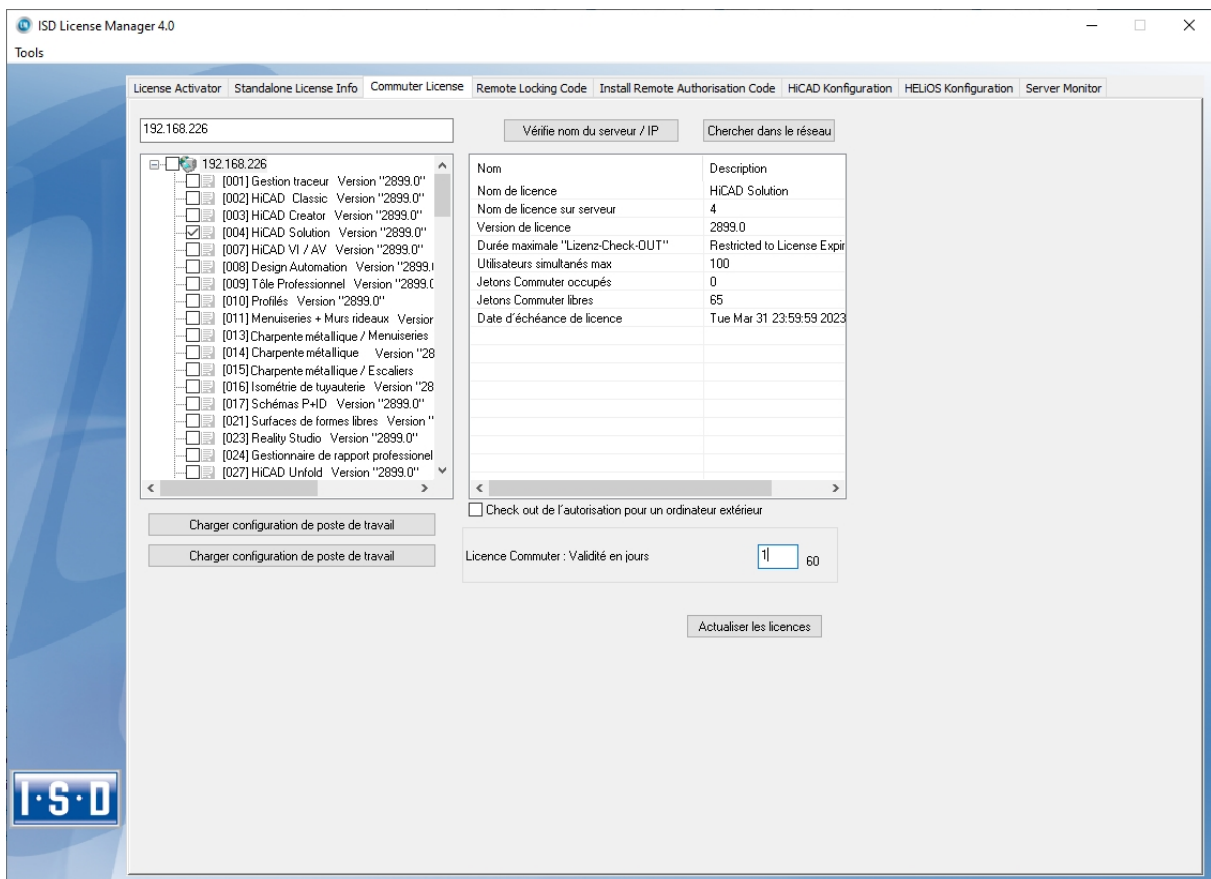 ISD License Manager 4.0
Tools
License Activator Standalone License Info Commuter License Remote Locking Code Install Remote Authorisation Code HiCAD Konfiguration HELiOS Konfiguration Server Monitor
192.168.226
Vérifie nom du serveur / IP
Chercher dans le réseau
192.168.226
[001] Gestion traceur Version "2899.0"
[002] HiCAD Classic Version "2899.0"
[003] HiCAD Creator Version "2899.0"
[004] HiCAD Solution Version "2899.0"
[007] HiCAD VI / AV Version "2899.0"
[008] Design Automation Version "2899.
[009] Tôle Professionnel Version "2899.0
[010] Profilés Version "2899.0"
[011] Menuiseries + Murs rideaux Version
[013] Charpente métallique / Menuiseries
[014] Charpente métallique Version "28
[015] Charpente métallique / Escaliers
[016] Isométrie de tuyauterie Version "28
[017] Schémas P+ID Version "2899.0"
[021] Surfaces de formes libres Version "
[023] Reality Studio Version "2899.0"
[024] Gestionnaire de rapport professionel
[027] HiCAD Unfold Version "2899.0"
Nom Description
Nom de licence HiCAD Solution
Nom de licence sur serveur 4
Version de licence 2899.0
Durée maximale "Lizenz-Check-OUT" Restricted to License Expir
Utilisateurs simultanés max 100
Jetons Commuter occupés 0
Jetons Commuter libres 65
Date d´échéance de licence Tue Mar 31 23:59:59 2023
Charger configuration de poste de travail
Charger configuration de poste de travail
Check out de l´autorisation pour un ordinateur extérieur
Licence Commuter : Validité en jours 1 60
Actualiser les licences
I·S·D